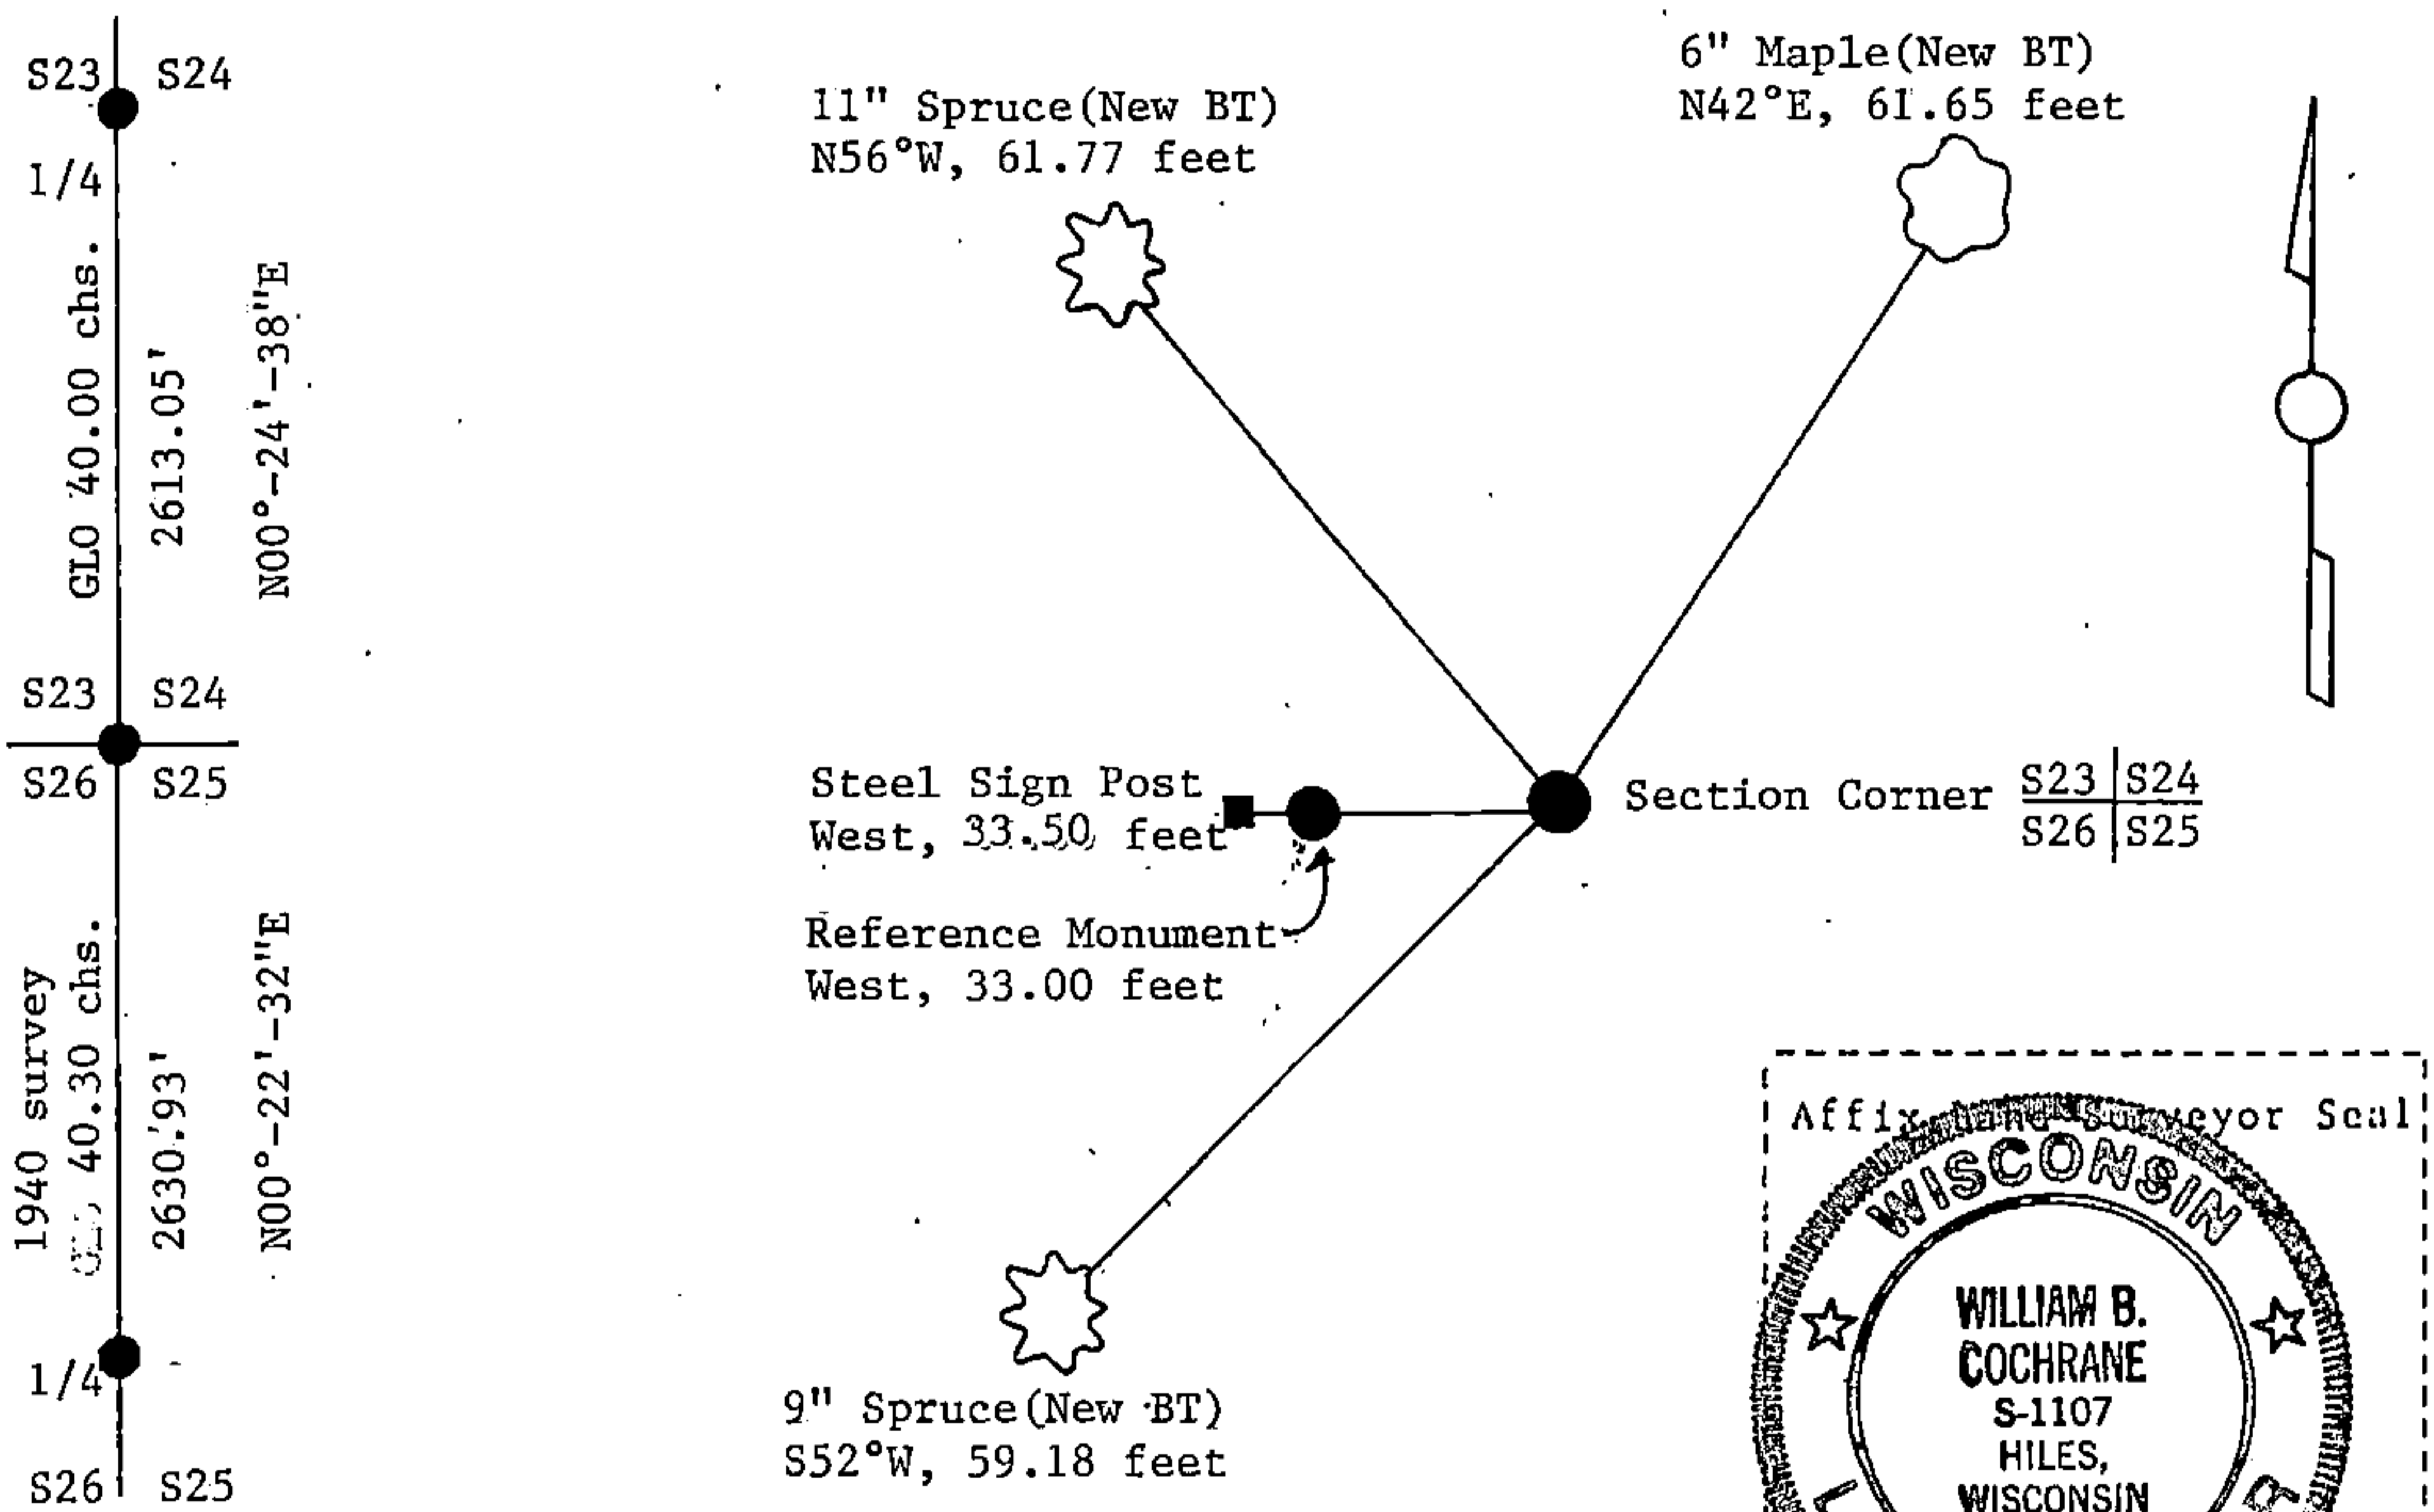 S23 S24
1/4
GLO 40.00 chs.
2613.05'
N00°-24'-38"E
S23 S24
S26 S25
1940 survey
40.30 chs.
2630.93'
N00°-22'-32"E
1/4
S26 S25
11" Spruce(New BT)
N56°W, 61.77 feet
6" Maple(New BT)
N42°E, 61.65 feet
Steel Sign Post
West, 33.50 feet
Reference Monument
West, 33.00 feet
Section Corner
S23 S24
S26 S25
9" Spruce(New BT)
S52°W, 59.18 feet
Affix Land Surveyor Seal
WISCONSIN
WILLIAM B.
COCHRANE
S-1107
HILES,
WISCONSIN